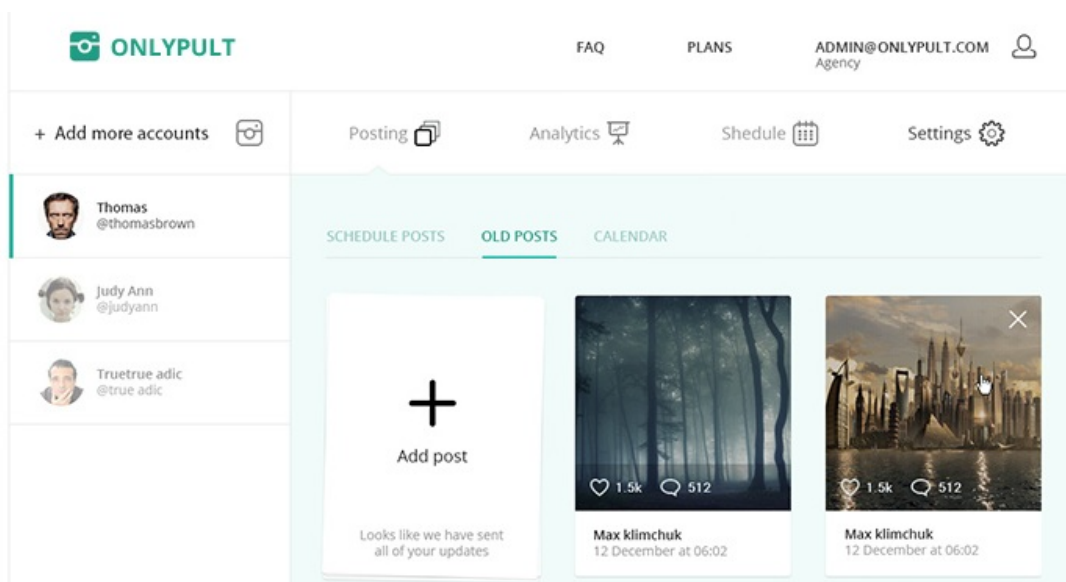 ONLYPULT
FAQ
PLANS
ADMIN@ONLYPULT.COM
Agency
+ Add more accounts
Posting
Analytics
Shedule
Settings
Thomas
@thomasbrown
Judy Ann
@judyann
Truetrue adic
@true adic
SCHEDULE POSTS
OLD POSTS
CALENDAR
Add post
Looks like we have sent
all of your updates
1.5k
512
Max klimchuk
12 December at 06:02
1.5k
512
Max klimchuk
12 December at 06:02